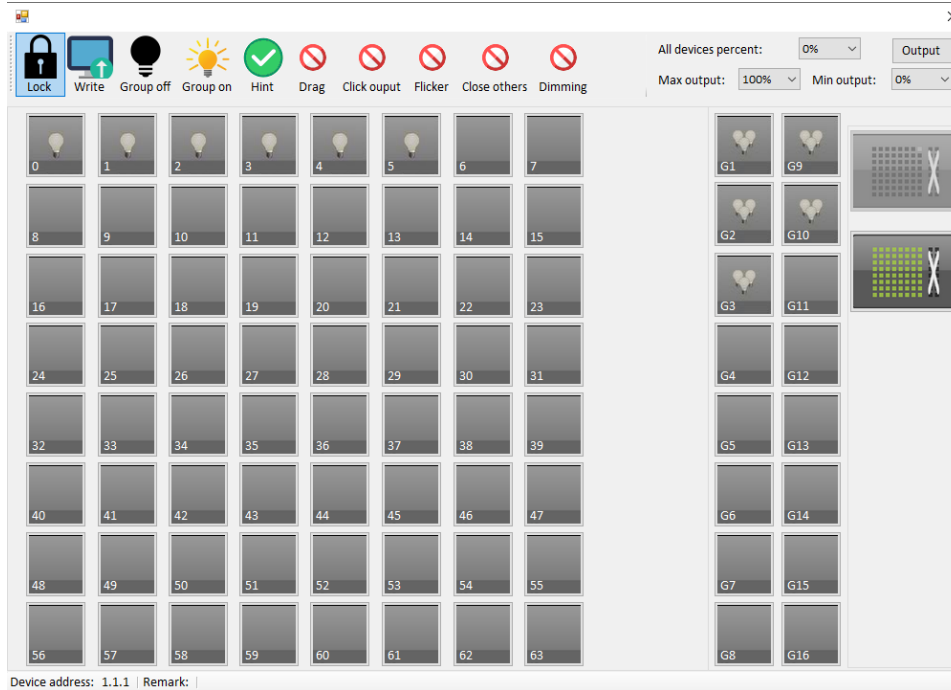 All devices percent: 0% Output
Lock Write Group off Group on Hint Drag Click ouput Flicker Close others Dimming Max output: 100% Min output: 0%
0 1 2 3 4 5 6 7 G1 G9
8 9 10 11 12 13 14 15 G2 G10
16 17 18 19 20 21 22 23 G3 G11
24 25 26 27 28 29 30 31 G4 G12
32 33 34 35 36 37 38 39 G5 G13
40 41 42 43 44 45 46 47 G6 G14
48 49 50 51 52 53 54 55 G7 G15
56 57 58 59 60 61 62 63 G8 G16
Device address: 1.1.1 Remark: